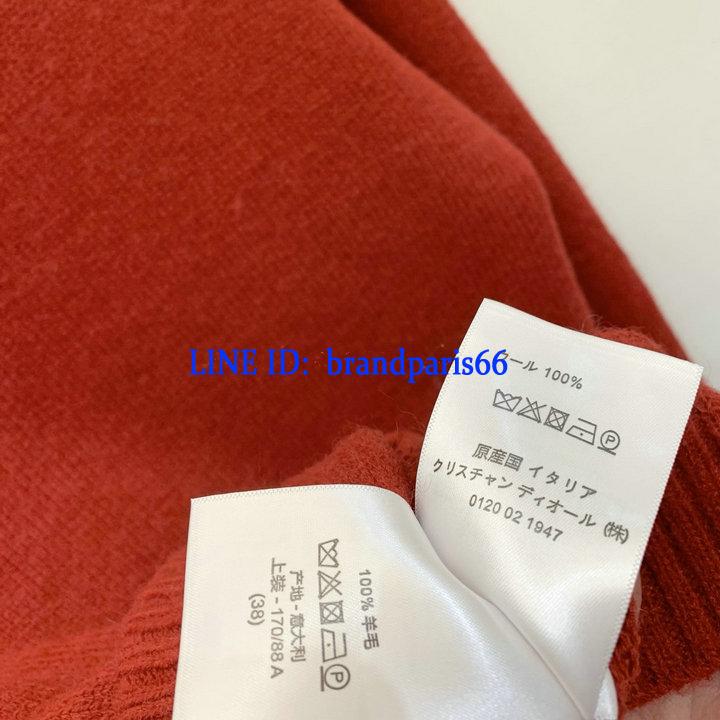 LINE ID: brandparis66
ウール 100%
原産国 イタリア
クリスチャン ディオール (株)
0120 02 1947
100% 羊毛
产地 - 意大利
上装 - 170/88 A
(38)